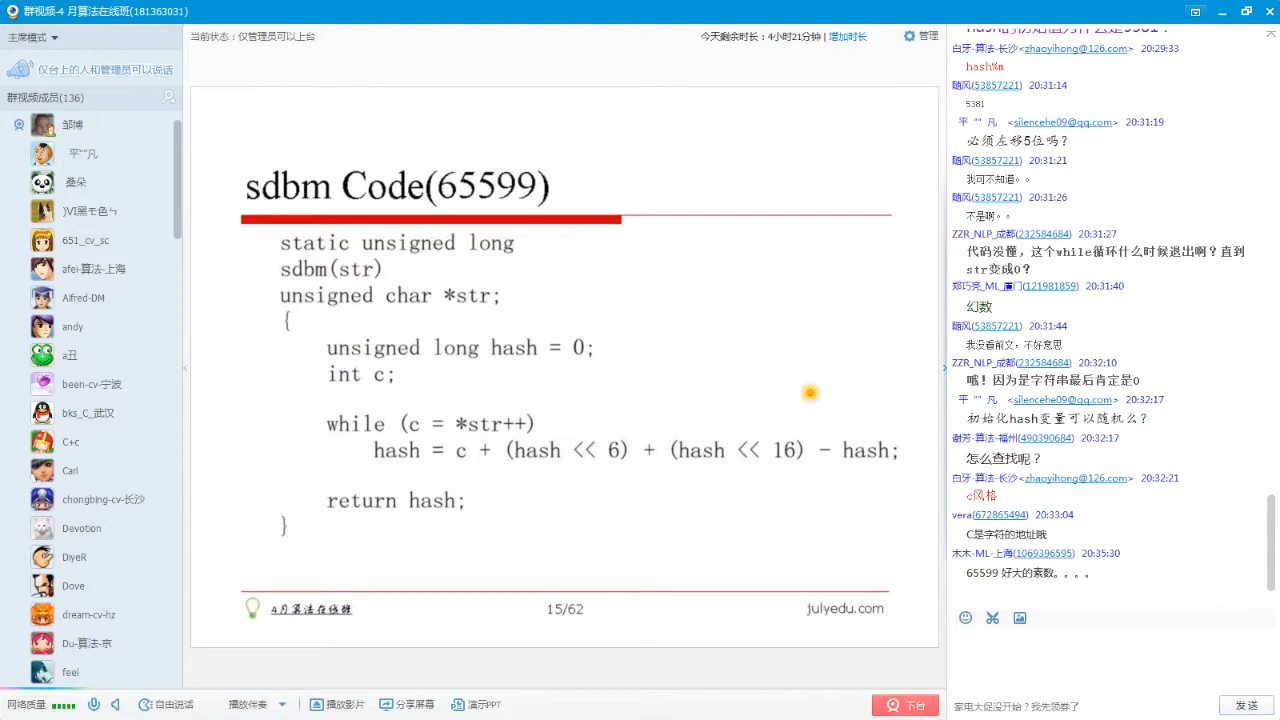 群视频-4 月算法在线班(181363031)
主席模式
仅台上的人和管理员可以说话
群视频成员(136)
邹博
平""凡
桑朵
)VI黑モ色ㄣ
651_cv_sc
afei-算法-上海
Alfred-DM
andy
a丑
been-cv-宁波
bks_C_武汉
C+c
Carl
chongbing-cv-长沙
Devotion
DiyeR
Dove
dream-cv-hz
Du-算法-京
feel
网络质量
自由说话
当前状态：仅管理员可以上台
今天剩余时长：4小时21分钟 | 增加时长
管理
sdbm Code(65599)
static unsigned long
sdbm(str)
unsigned char *str;
{
unsigned long hash = 0;
int c;
while (c = *str++)
hash = c + (hash << 6) + (hash << 16) - hash;
return hash;
}
4月算法在线班
15/62
julyedu.com
播放伴奏
播放影片
分享屏幕
演示PPT
下台
白牙-算法-长沙<zhaoyihong@126.com> 20:29:33
hash%m
随风(53857221) 20:31:14
5381
平 "" 凡 <silencehe09@qq.com> 20:31:19
必须左移5位吗？
随风(53857221) 20:31:21
我可不知道。。
随风(53857221) 20:31:26
不是啊。。
ZZR_NLP_成都(232584684) 20:31:27
代码没懂，这个while循环什么时候退出啊？直到
str变成0？
郑巧亮_ML_厦门(121981859) 20:31:40
幻数
随风(53857221) 20:31:44
我没看前文，不好意思
ZZR_NLP_成都(232584684) 20:32:10
哦！因为是字符串最后肯定是0
平 "" 凡 <silencehe09@qq.com> 20:32:17
初始化hash变量可以随机么？
谢芳-算法-福州(490390684) 20:32:17
怎么查找呢？
白牙-算法-长沙<zhaoyihong@126.com> 20:32:21
c风格
vera(672865494) 20:33:04
C是字符的地址哦
木木-ML-上海(1069396595) 20:35:30
65599 好大的素数。。。。
家电大促没开始？我先领券了
发送